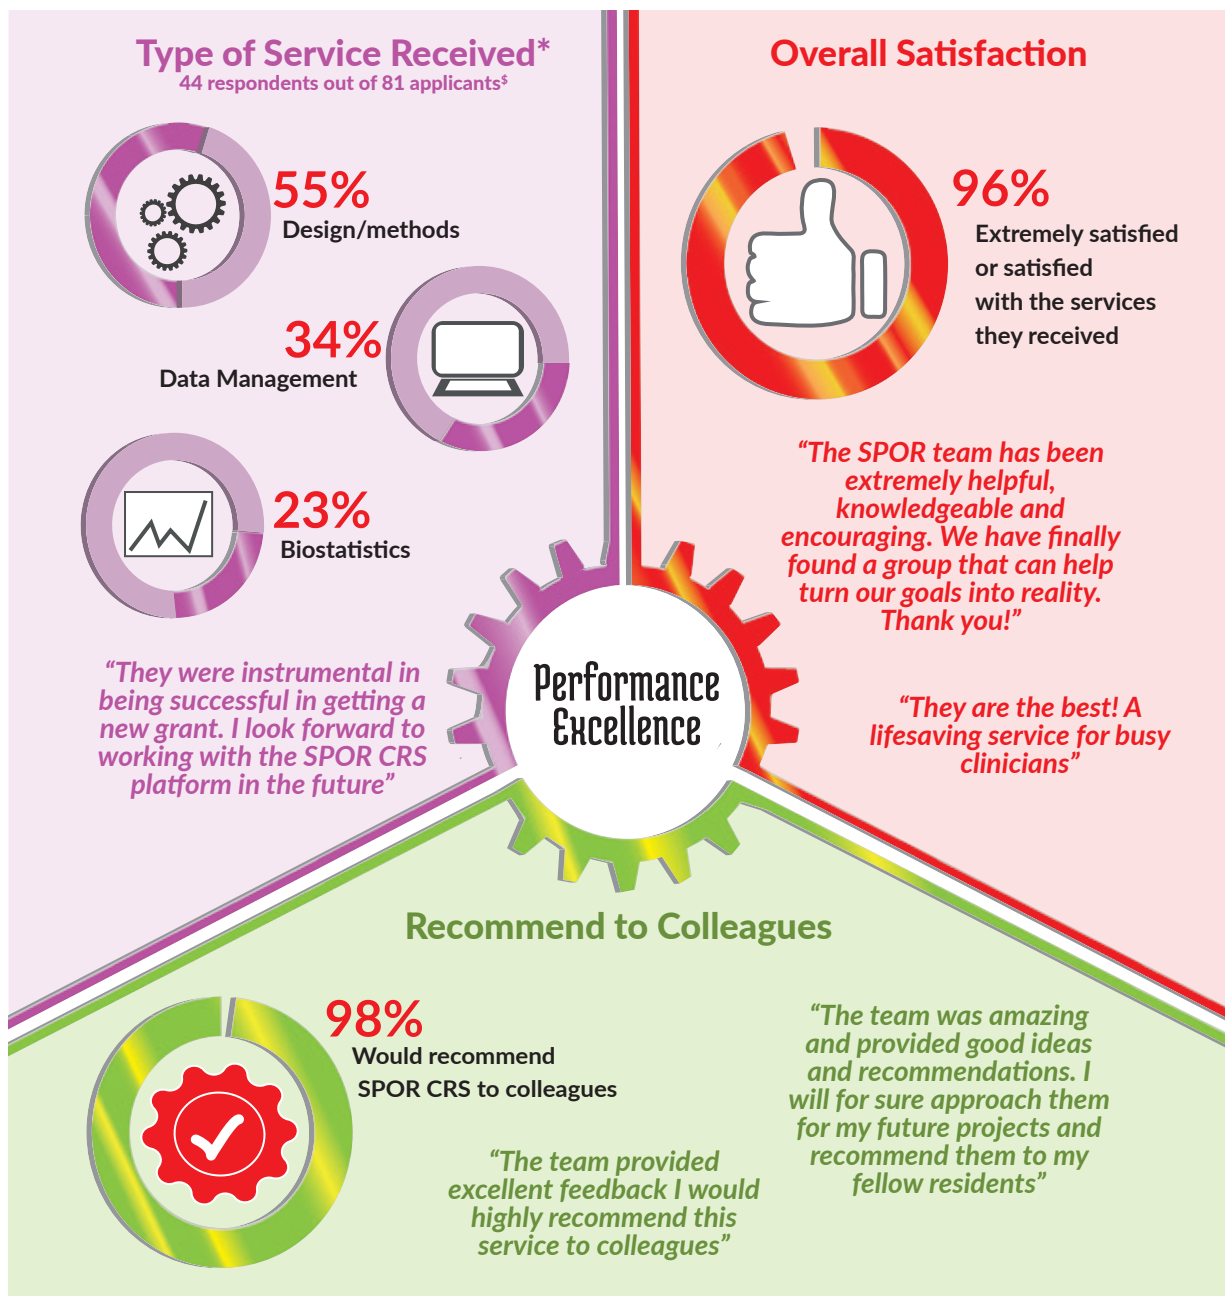 Type of Service Received*
44 respondents out of 81 applicants$
55%
Design/methods
34%
Data Management
23%
Biostatistics
“They were instrumental in
being successful in getting a
new grant. I look forward to
working with the SPOR CRS
platform in the future”
Overall Satisfaction
96%
Extremely satisfied
or satisfied
with the services
they received
“The SPOR team has been
extremely helpful,
knowledgeable and
encouraging. We have finally
found a group that can help
turn our goals into reality.
Thank you!”
“They are the best! A
lifesaving service for busy
clinicians”
Performance
Excellence
Recommend to Colleagues
98%
Would recommend
SPOR CRS to colleagues
“The team provided
excellent feedback I would
highly recommend this
service to colleagues”
“The team was amazing
and provided good ideas
and recommendations. I
will for sure approach them
for my future projects and
recommend them to my
fellow residents”